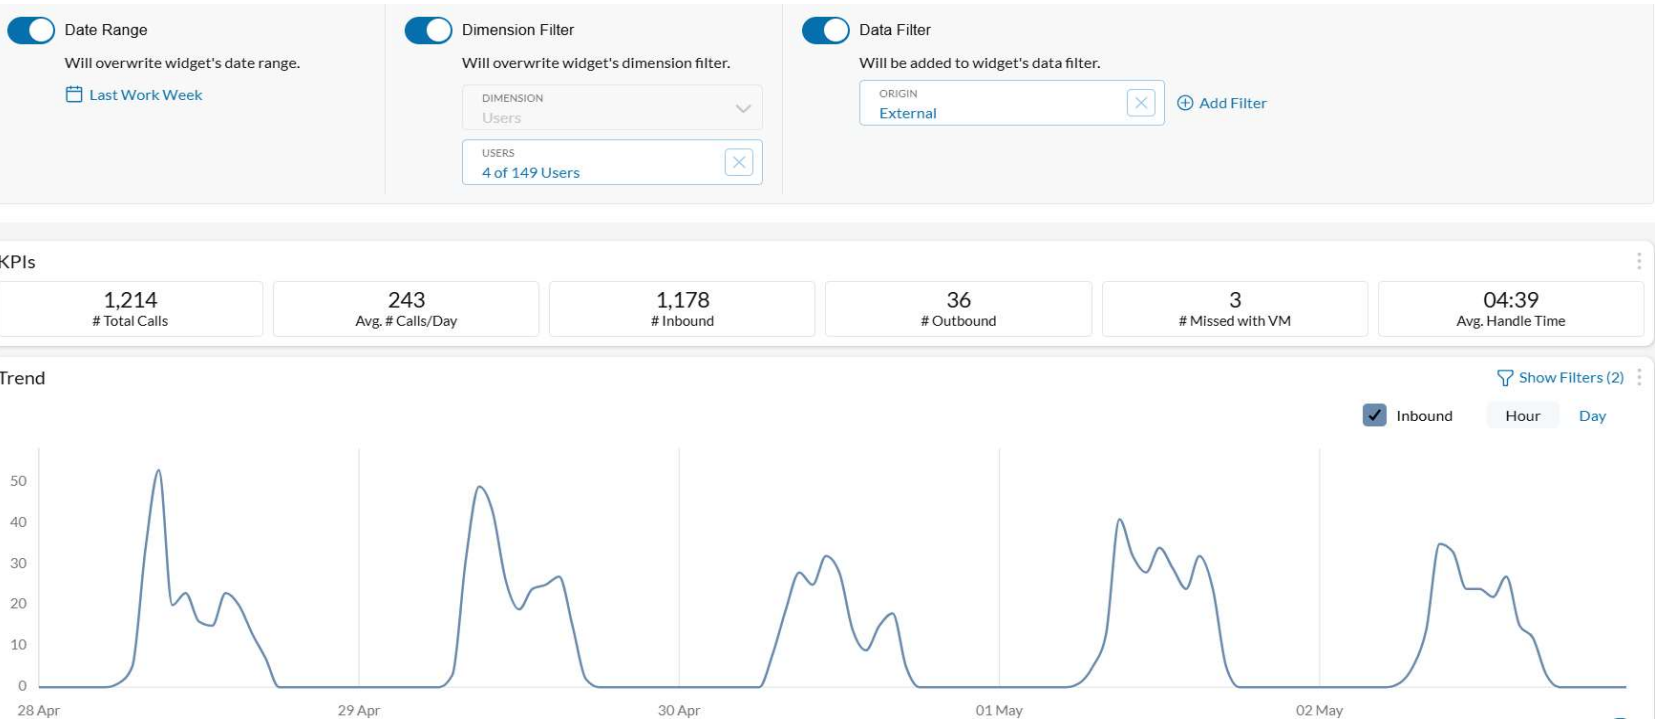 Date Range
Will overwrite widget's date range.
Last Work Week
Dimension Filter
Will overwrite widget's dimension filter.
DIMENSION
Users
USERS
4 of 149 Users
Data Filter
Will be added to widget's data filter.
ORIGIN
External
Add Filter
KPIs
1,214
# Total Calls
243
Avg. # Calls/Day
1,178
# Inbound
36
# Outbound
3
# Missed with VM
04:39
Avg. Handle Time
Trend
Show Filters (2)
Inbound
Hour
Day
50
40
30
20
10
0
28 Apr
29 Apr
30 Apr
01 May
02 May